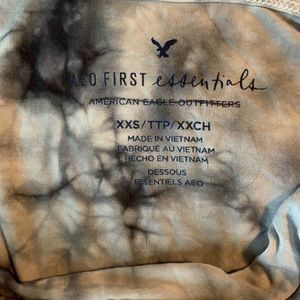 AEO FIRST essentials
AMERICAN EAGLE OUTFITTERS
XXS/TTP/XXCH
MADE IN VIETNAM
FABRIQUÉ AU VIETNAM
HECHO EN VIETNAM
DESSOUS
ESSENTIELS AEO